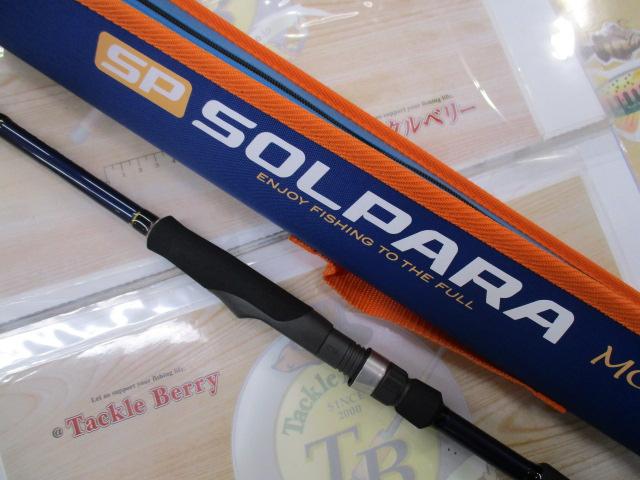 SP
SOLPARA
ENJOY FISHING TO THE FULL
ケルベリー
Let us support your fishing life.
@ Tackle Berry
Tackle
SINCE
2000
TB